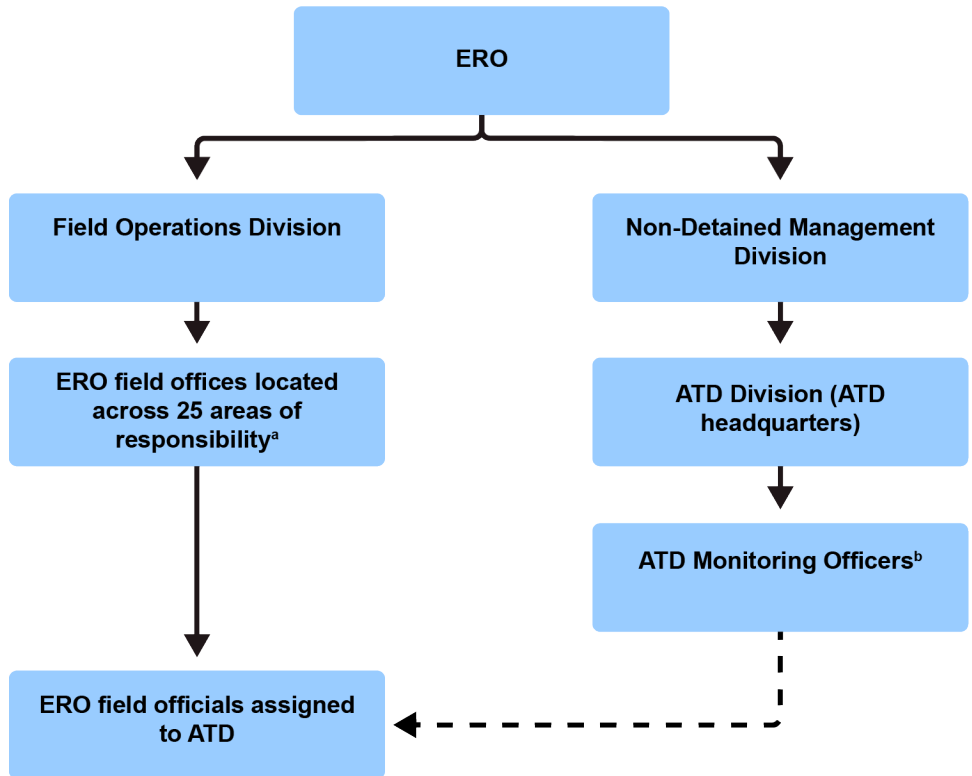 ERO
Field Operations Division
Non-Detained Management
Division
ERO field offices located
across 25 areas of
responsibilityᵃ
ATD Division (ATD
headquarters)
ATD Monitoring Officersᵇ
ERO field officials assigned
to ATD